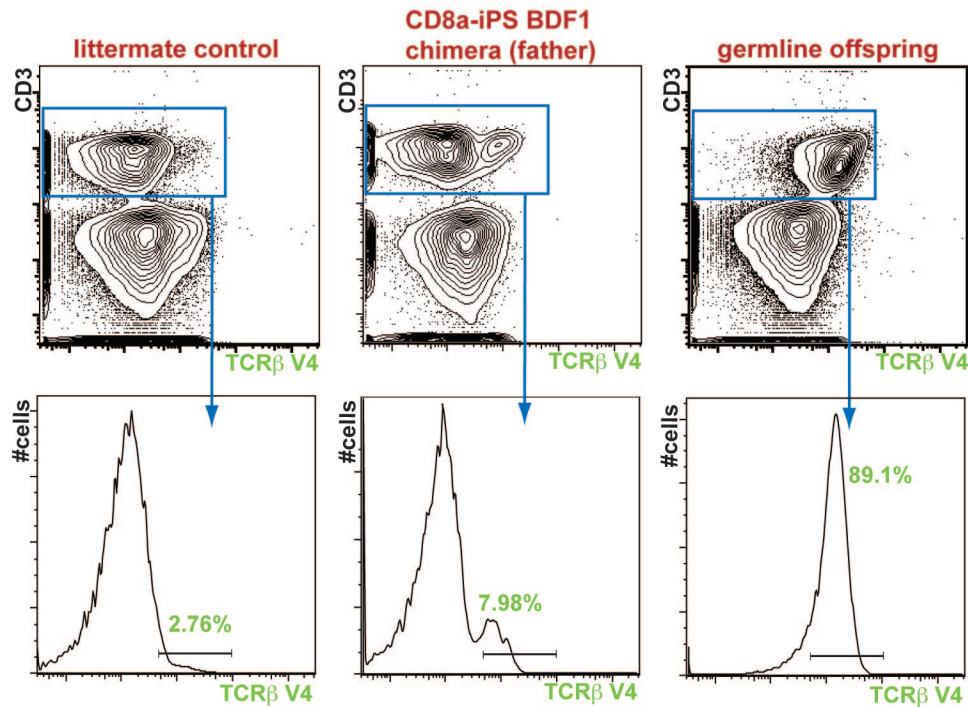 littermate control
CD8a-iPS BDF1
chimera (father)
germline offspring
CD3
TCRβ V4
CD3
TCRβ V4
CD3
TCRβ V4
#cells
2.76%
TCRβ V4
#cells
7.98%
TCRβ V4
#cells
89.1%
TCRβ V4